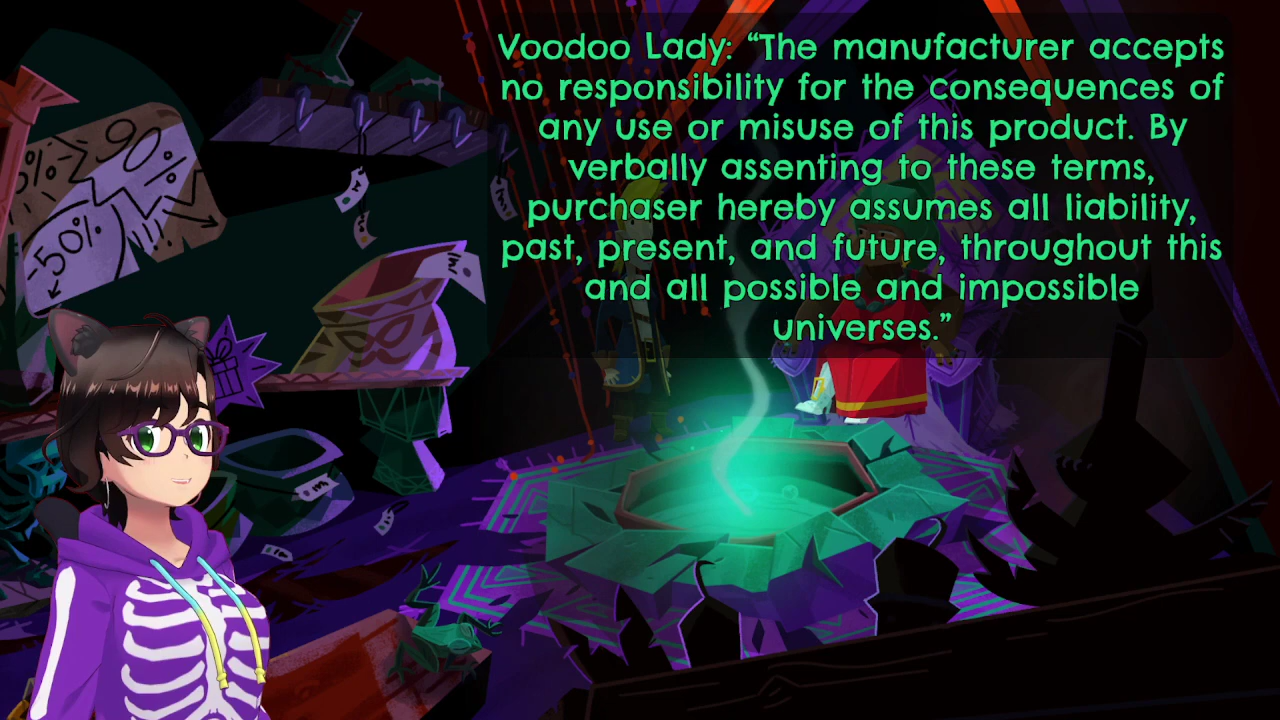 Voodoo Lady: “The manufacturer accepts
no responsibility for the consequences of
any use or misuse of this product. By
verbally assenting to these terms,
purchaser hereby assumes all liability,
past, present, and future, throughout this
and all possible and impossible
universes.”
90%
-50%